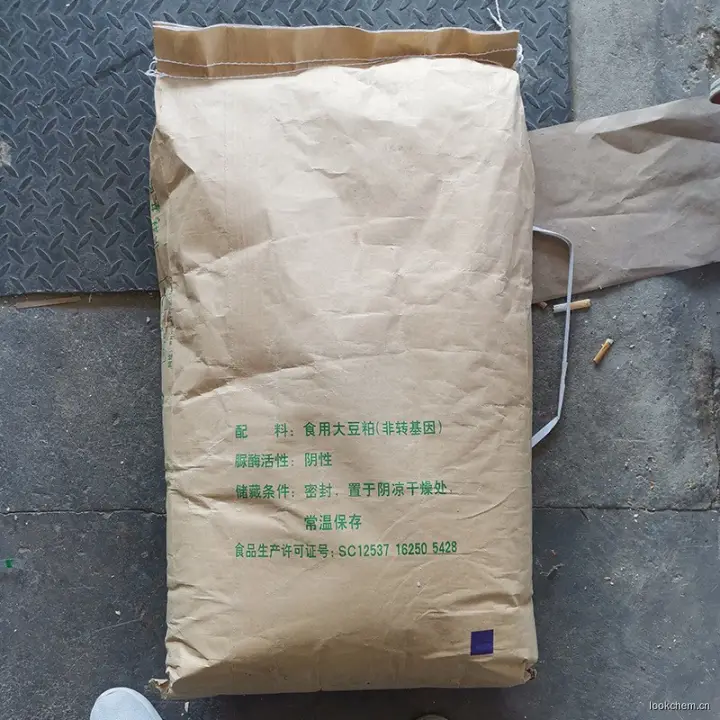 配 料：食用大豆粕(非转基因)
脲酶活性：阴性
储藏条件：密封．置于阴凉干燥处．
常温保存
食品生产许可证号：SC12537 16250 5428
lookchem.cn